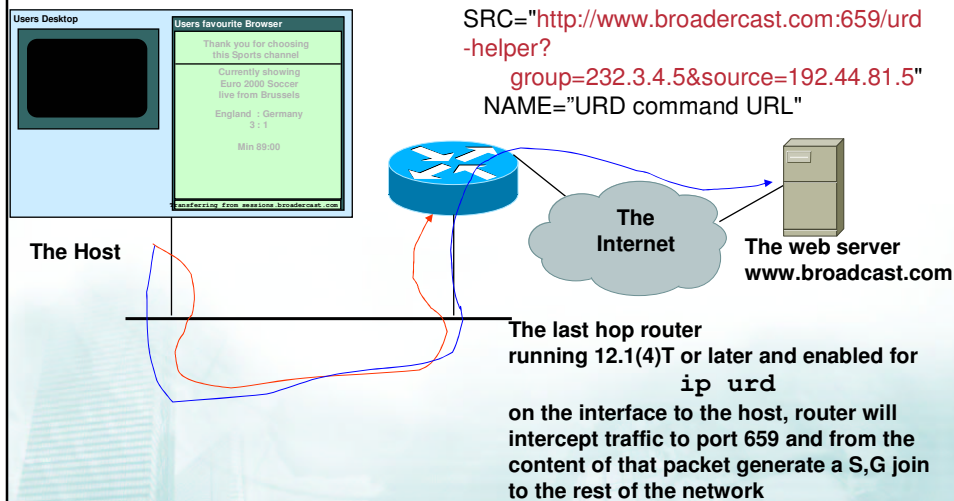 Users Desktop
Users favourite Browser
Thank you for choosing
this Sports channel
Currently showing
Euro 2000 Soccer
live from Brussels
England : Germany
3 : 1
Min 89:00
Transferring from sessions.broadercast.com
SRC="http://www.broadercast.com:659/urd
-helper?
group=232.3.4.5&source=192.44.81.5"
NAME=”URD command URL"
The Host
The
Internet
The web server
www.broadcast.com
The last hop router
running 12.1(4)T or later and enabled for
ip urd
on the interface to the host, router will
intercept traffic to port 659 and from the
content of that packet generate a S,G join
to the rest of the network